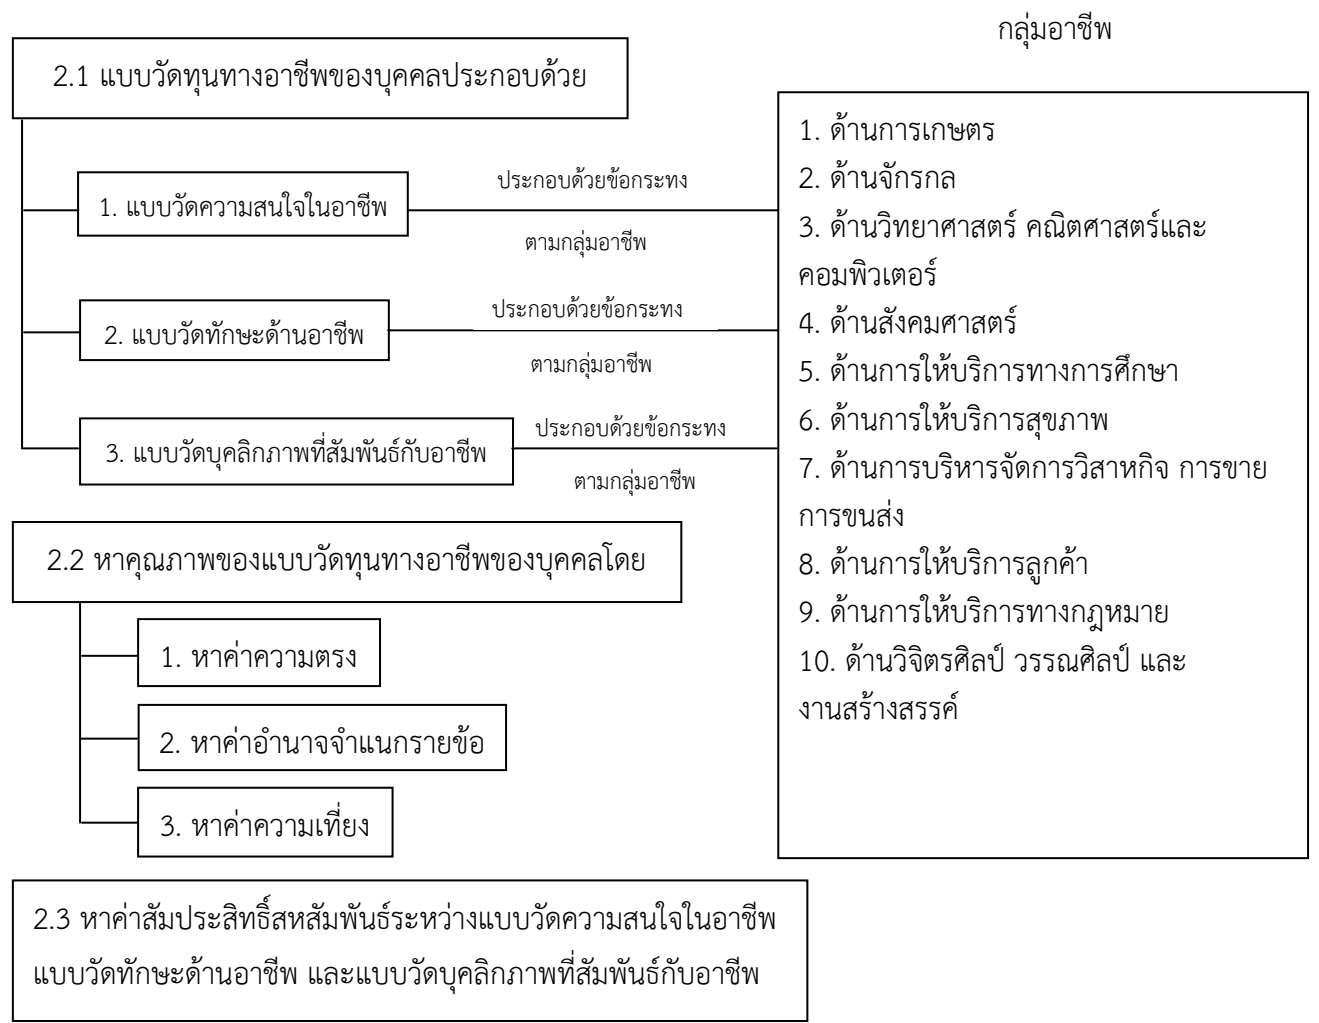 กลุ่มอาชีพ
2.1 แบบวัดทุนทางอาชีพของบุคคลประกอบด้วย
1. แบบวัดความสนใจในอาชีพ
ประกอบด้วยข้อกระทง
ตามกลุ่มอาชีพ
2. แบบวัดทักษะด้านอาชีพ
ประกอบด้วยข้อกระทง
ตามกลุ่มอาชีพ
3. แบบวัดบุคลิกภาพที่สัมพันธ์กับอาชีพ
ประกอบด้วยข้อกระทง
ตามกลุ่มอาชีพ
1. ด้านการเกษตร
2. ด้านจักรกล
3. ด้านวิทยาศาสตร์ คณิตศาสตร์และ
คอมพิวเตอร์
4. ด้านสังคมศาสตร์
5. ด้านการให้บริการทางการศึกษา
6. ด้านการให้บริการสุขภาพ
7. ด้านการบริหารจัดการวิสาหกิจ การขาย
การขนส่ง
8. ด้านการให้บริการลูกค้า
9. ด้านการให้บริการทางกฎหมาย
10. ด้านวิจิตรศิลป์ วรรณศิลป์ และ
งานสร้างสรรค์
2.2 หาคุณภาพของแบบวัดทุนทางอาชีพของบุคคลโดย
1. หาค่าความตรง
2. หาค่าอำนาจจำแนกรายข้อ
3. หาค่าความเที่ยง
2.3 หาค่าสัมประสิทธิ์สหสัมพันธ์ระหว่างแบบวัดความสนใจในอาชีพ
แบบวัดทักษะด้านอาชีพ และแบบวัดบุคลิกภาพที่สัมพันธ์กับอาชีพ